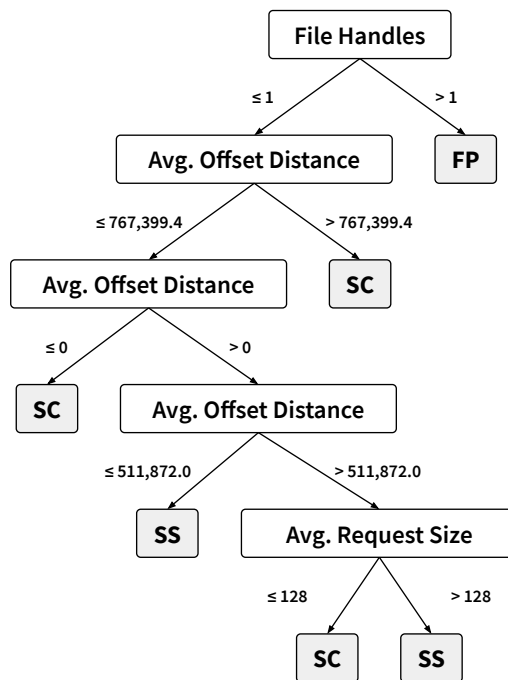 File Handles
≤ 1
> 1
Avg. Offset Distance
FP
≤ 767,399.4
> 767,399.4
Avg. Offset Distance
SC
≤ 0
> 0
SC
Avg. Offset Distance
≤ 511,872.0
> 511,872.0
SS
Avg. Request Size
≤ 128
> 128
SC
SS